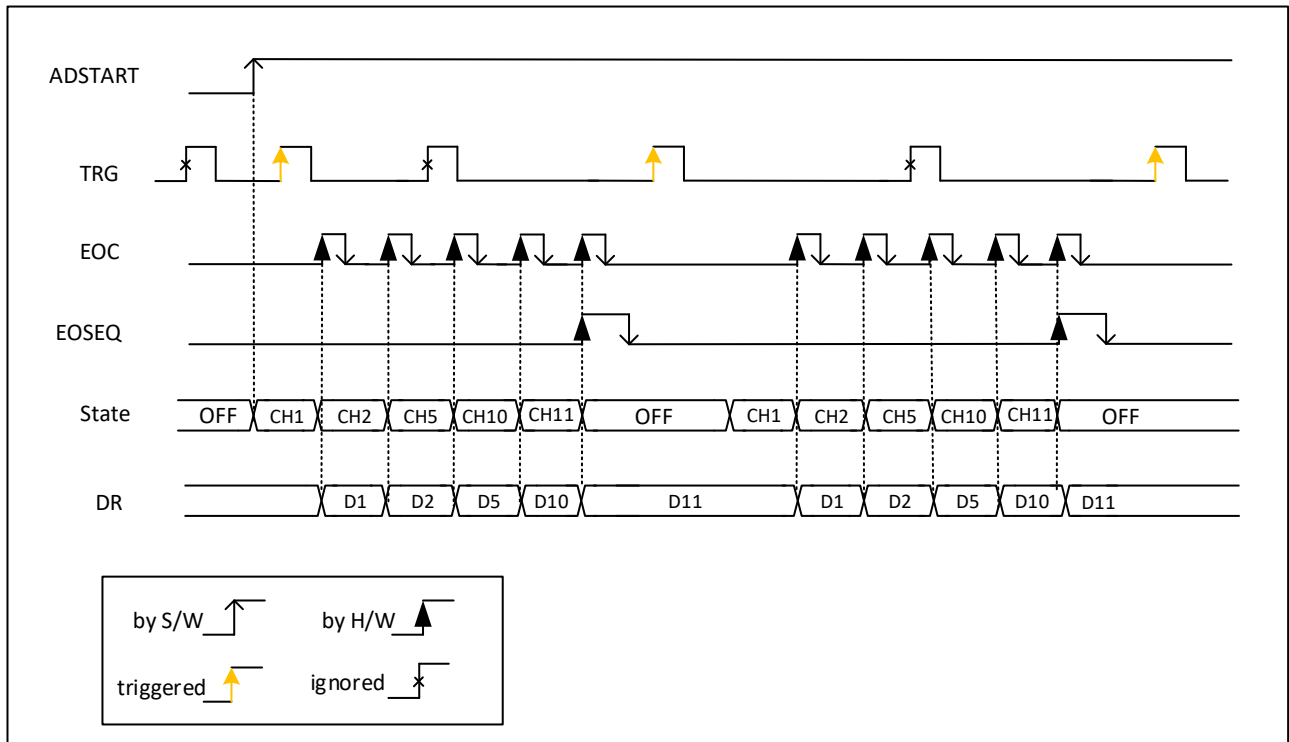 ADSTART
TRG
EOC
EOSEQ
State OFF CH1 CH2 CH5 CH10 CH11 OFF CH1 CH2 CH5 CH10 CH11 OFF
DR D1 D2 D5 D10 D11 D1 D2 D5 D10 D11
by S/W by H/W
triggered ignored